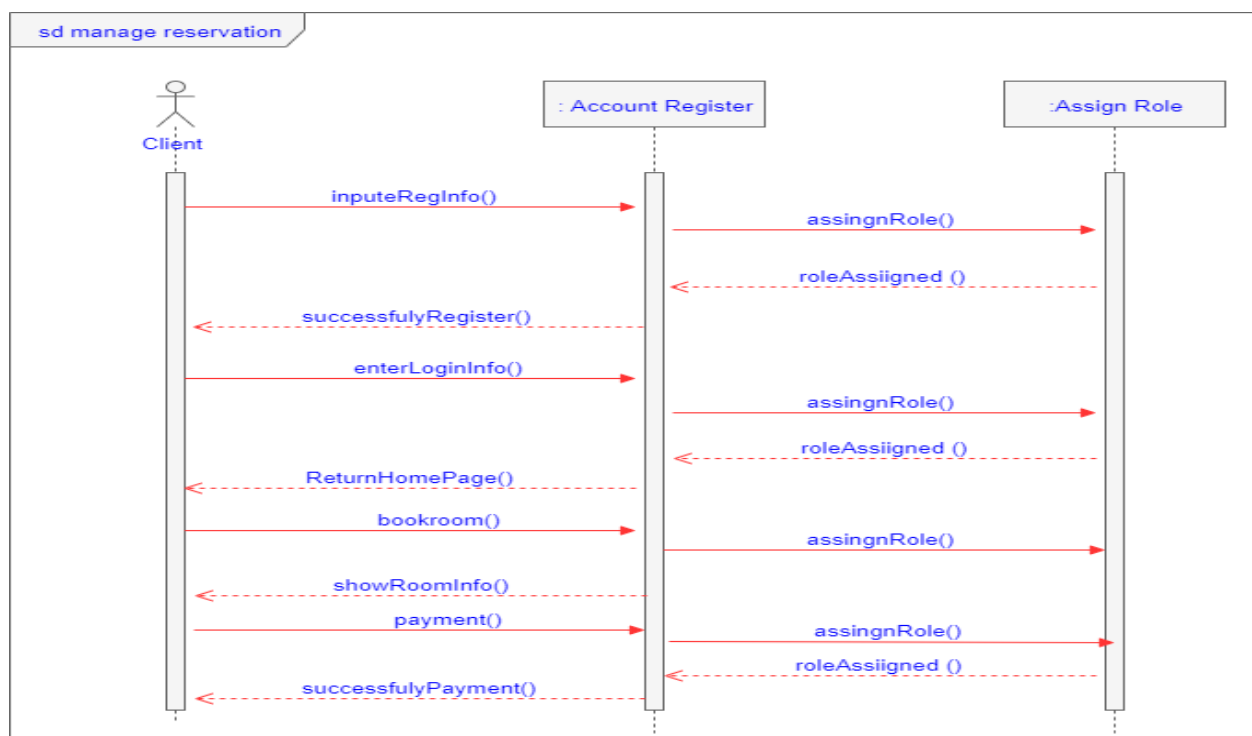 sd manage reservation
: Account Register
:Assign Role
Client
inputeRegInfo()
assingnRole()
roleAssiigned ()
successfulyRegister()
enterLoginInfo()
assingnRole()
roleAssiigned ()
ReturnHomePage()
bookroom()
assingnRole()
showRoomInfo()
payment()
assingnRole()
roleAssiigned ()
successfulyPayment()